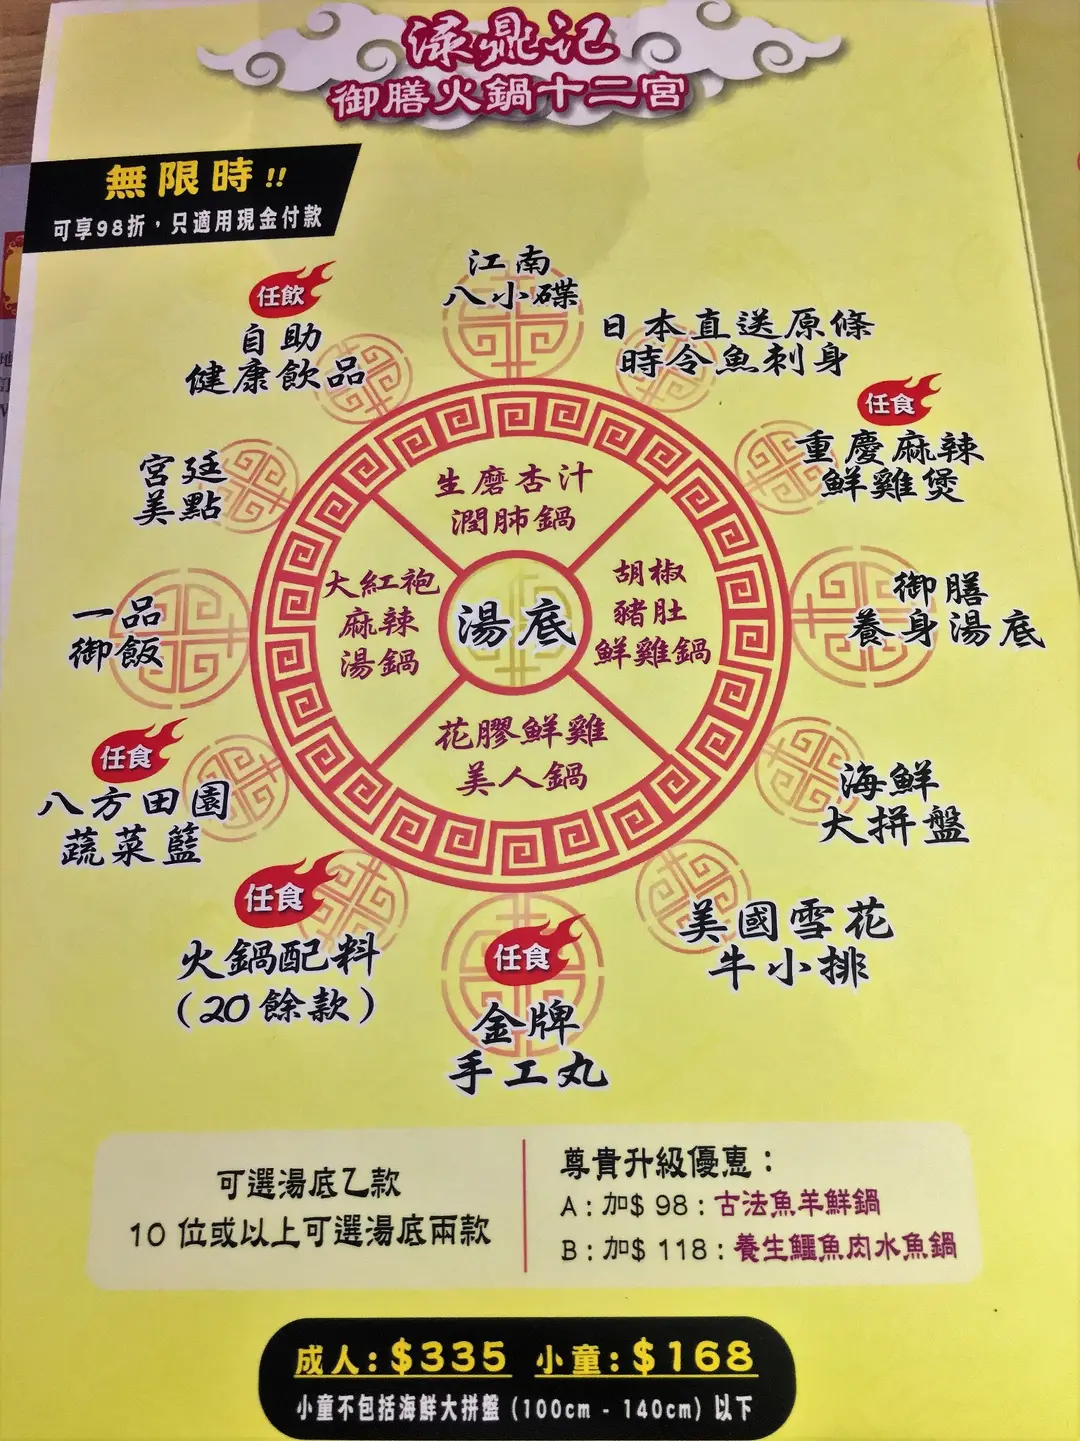 淥鼎記
御膳火鍋十二宮
無限時!!
可享98折，只適用現金付款
江南
八小碟
日本直送原條
時令魚刺身
任食
重慶麻辣
鮮雞煲
御膳
養身湯底
海鮮
大拼盤
美國雪花
牛小排
任食
金牌
手工丸
任食
火鍋配料
(20餘款)
任食
八方田園
蔬菜籃
一品
御飯
宮廷
美點
任飲
自助
健康飲品
湯底
生磨杏汁
潤肺鍋
胡椒
豬肚
鮮雞鍋
花膠鮮雞
美人鍋
大紅袍
麻辣
湯鍋
可選湯底乙款
10 位或以上可選湯底兩款
尊貴升級優惠：
A : 加$ 98 : 古法魚羊鮮鍋
B : 加$ 118 : 養生鱷魚肉水魚鍋
成人:$335 小童:$168
小童不包括海鮮大拼盤 (100cm - 140cm) 以下